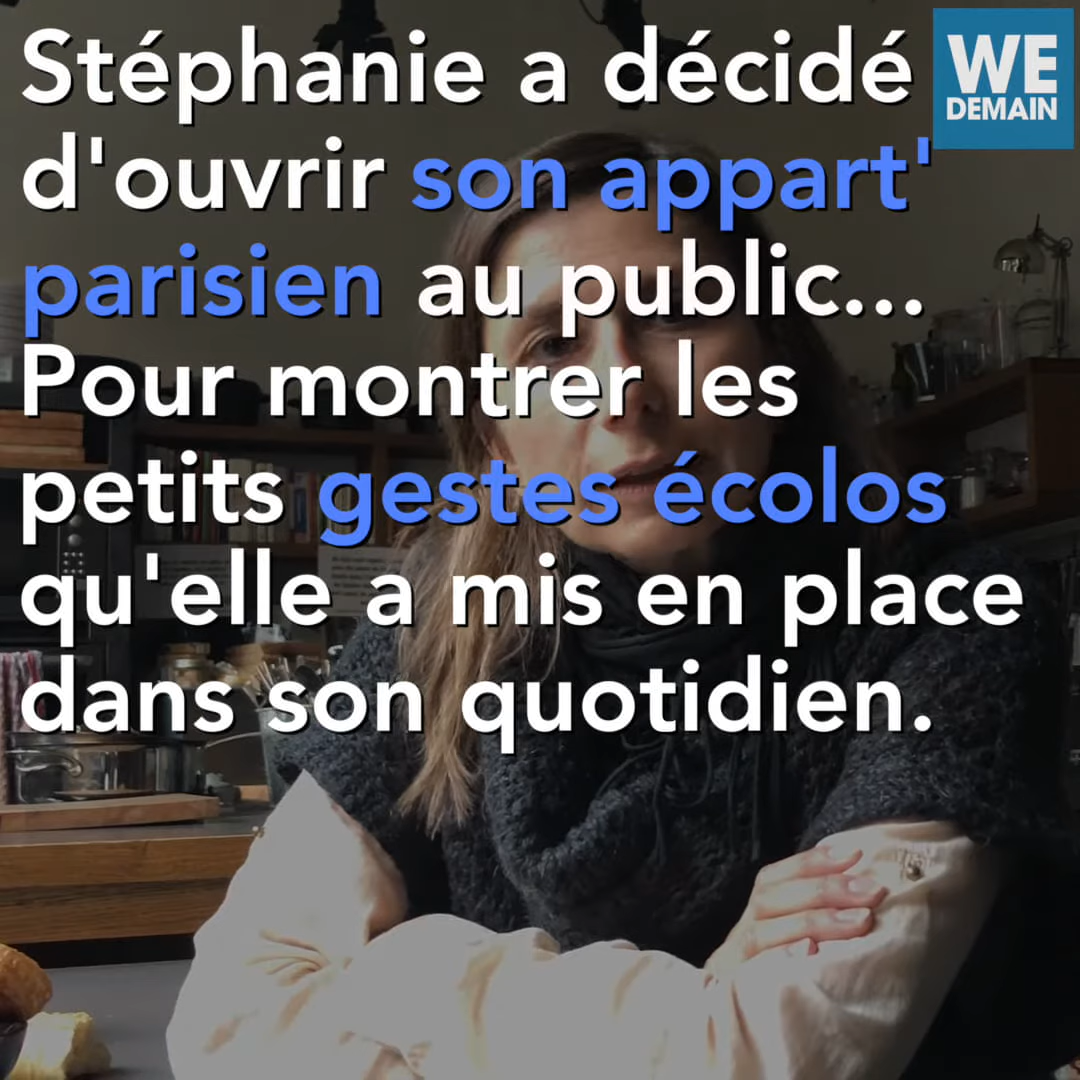 Stéphanie a décidé
d'ouvrir son appart'
parisien au public...
Pour montrer les
petits gestes écolos
qu'elle a mis en place
dans son quotidien.
WE
DEMAIN